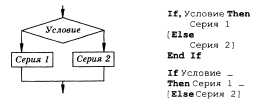 Условие
Серия 1
Серия 2
If, Условие Then
Серия 1
[Else
Серия 2]
End If
If Условие _
Then Серия 1 _
[Else Серия 2]